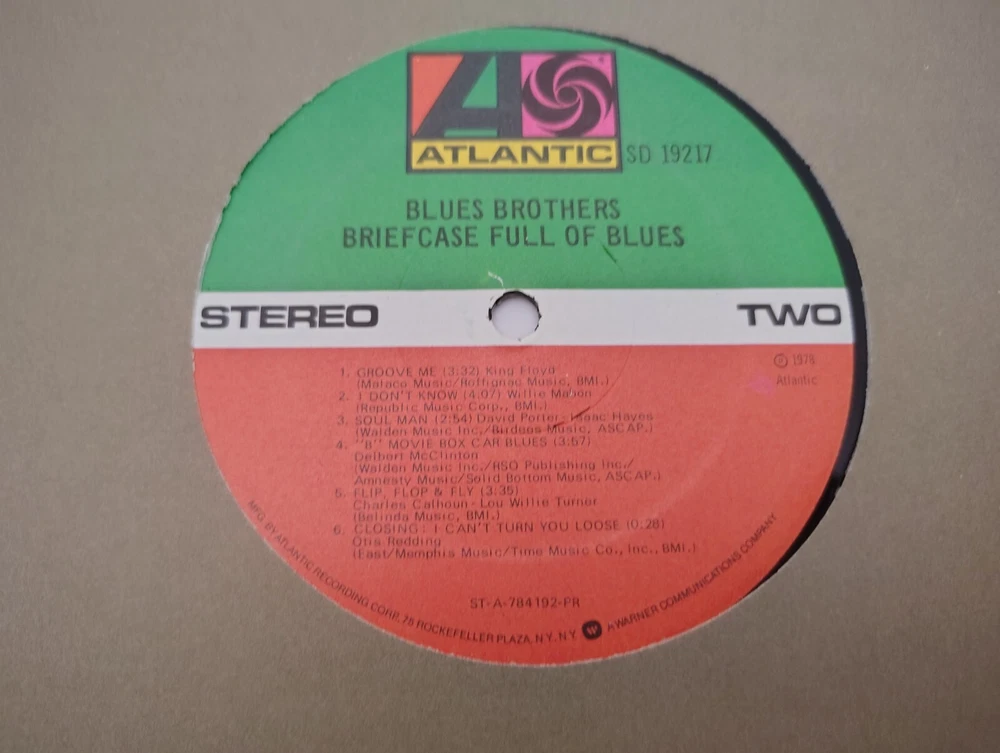 ATLANTIC
SD 19217
BLUES BROTHERS
BRIEFCASE FULL OF BLUES
STEREO
TWO
℗ 1978
Atlantic
1. GROOVE ME (3:32) King Floyd
(Malaco Music/Roffignac Music, BMI.)
2. I DON'T KNOW (4:07) Willie Mabon
(Republic Music Corp., BMI.)
3. SOUL MAN (2:54) David Porter - Isaac Hayes
(Walden Music Inc./Birdees Music, ASCAP.)
4. "B" MOVIE BOX CAR BLUES (3:57)
Delbert McClinton
(Walden Music Inc./RSO Publishing Inc./
Amnesty Music/Solid Bottom Music, ASCAP.)
5. FLIP, FLOP & FLY (3:35)
Charles Calhoun - Lou Willie Turner
(Belinda Music, BMI.)
6. CLOSING: I CAN'T TURN YOU LOOSE (0:28)
Otis Redding
(East/Memphis Music/Time Music Co., Inc., BMI.)
ST-A-784192-PR
MFG. BY ATLANTIC RECORDING CORP., 75 ROCKEFELLER PLAZA, N.Y., N.Y. W A WARNER COMMUNICATIONS COMPANY